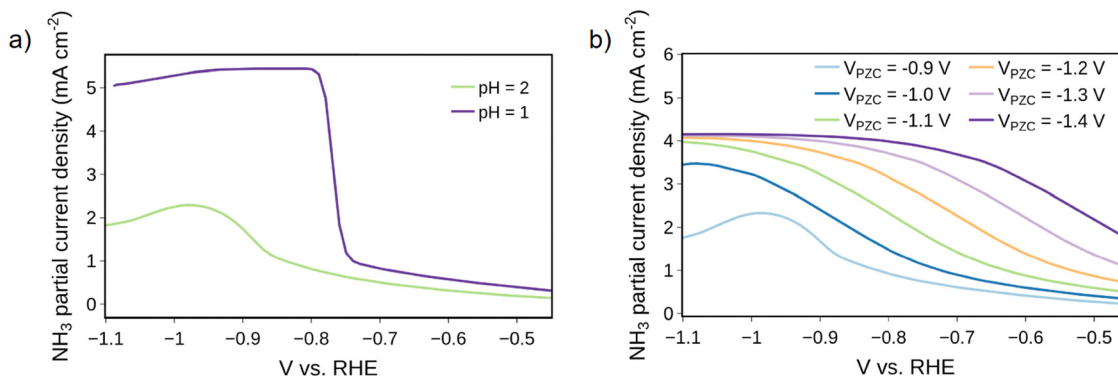 a)
NH3 partial current density (mA cm-2)
5
4
3
2
1
0
pH = 2
pH = 1
−1.1 −1 −0.9 −0.8 −0.7 −0.6 −0.5
V vs. RHE
b)
NH3 partial current density (mA cm-2)
6
5
4
3
2
1
0
VPZC = -0.9 V VPZC = -1.2 V
VPZC = -1.0 V VPZC = -1.3 V
VPZC = -1.1 V VPZC = -1.4 V
−1.1 −1 −0.9 −0.8 −0.7 −0.6 −0.5
V vs. RHE